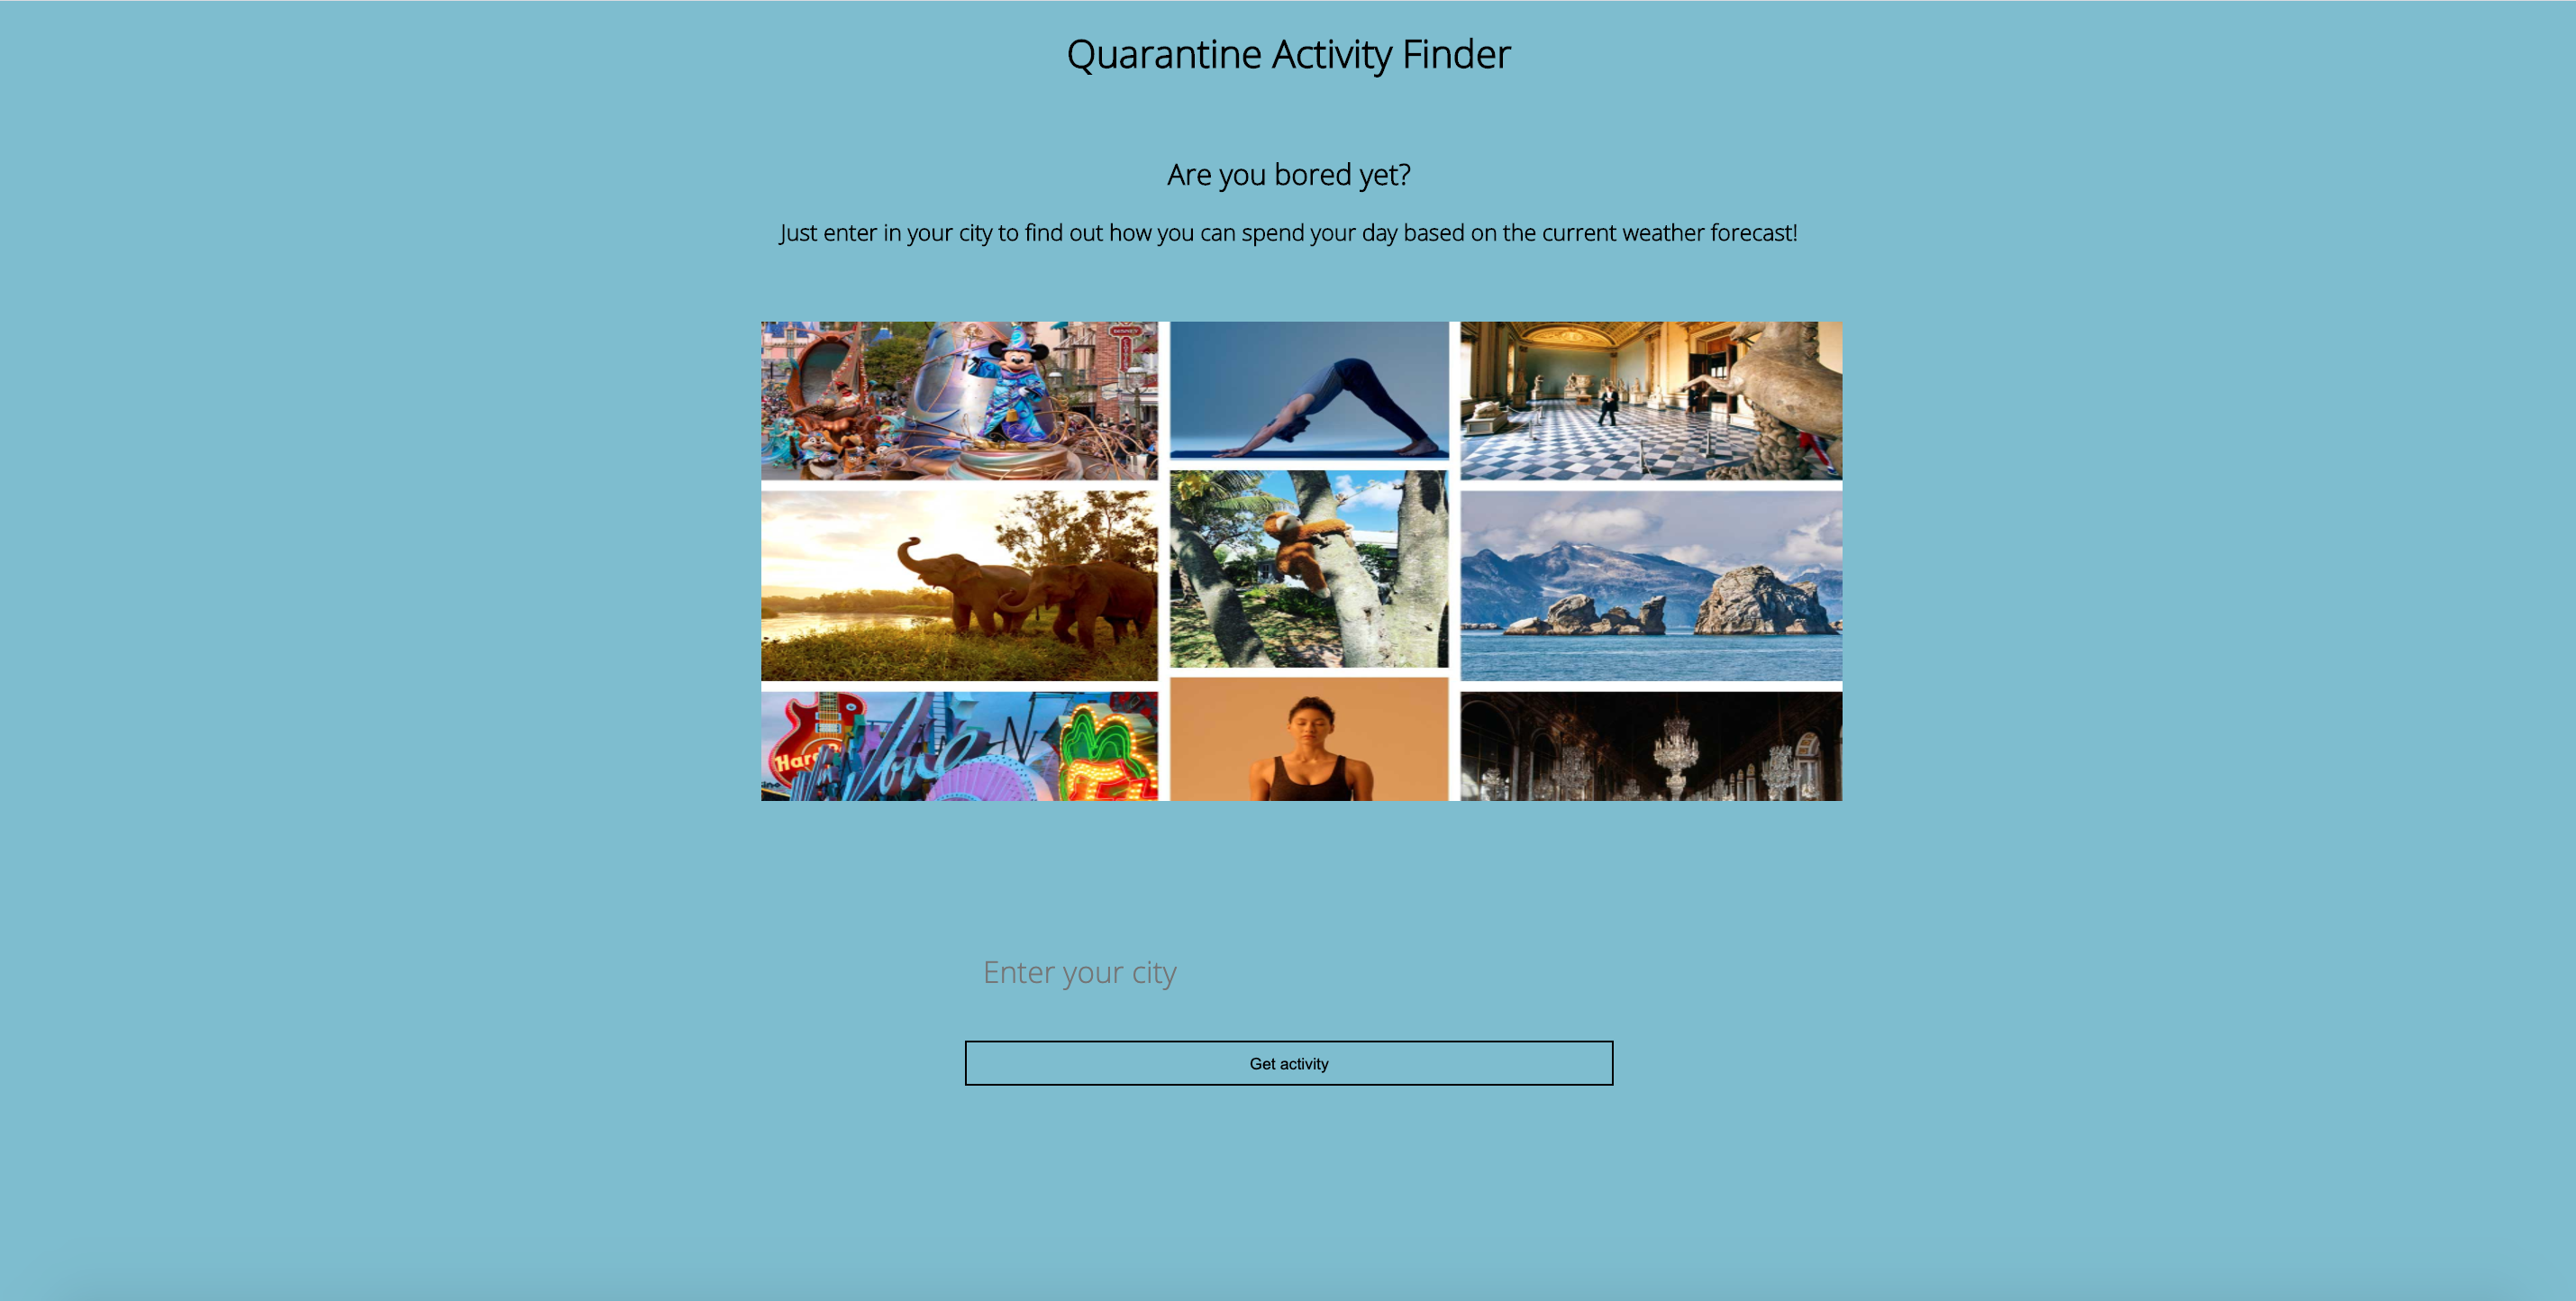 Quarantine Activity Finder
Are you bored yet?
Just enter in your city to find out how you can spend your day based on the current weather forecast!
Enter your city
Get activity